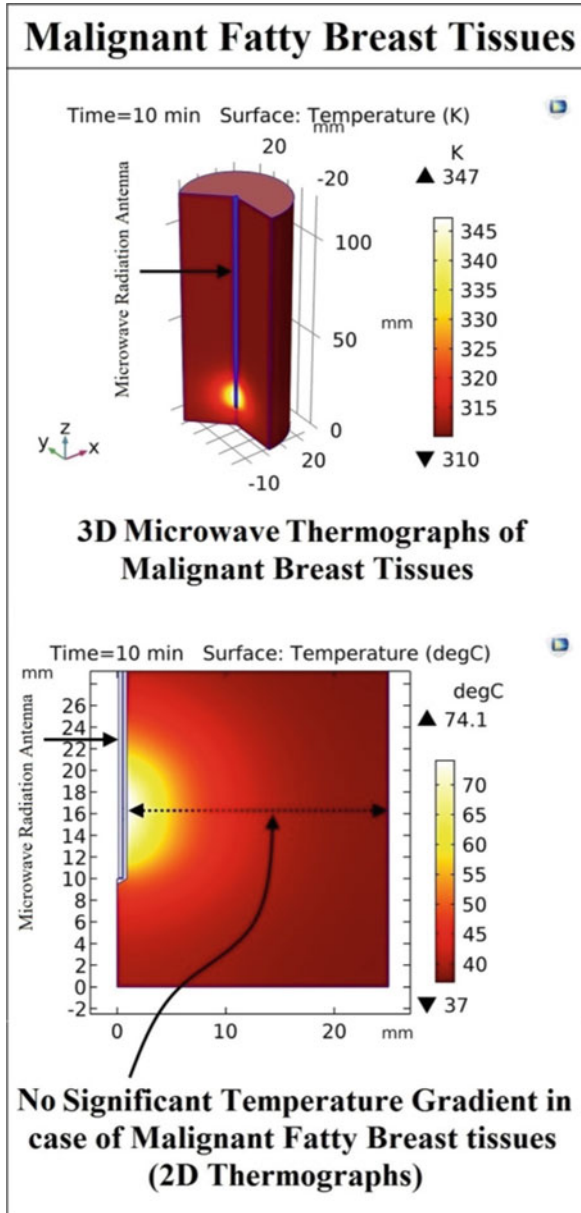 Malignant Fatty Breast Tissues
Time=10 min   Surface: Temperature (K)
mm
20
-20
K
▲ 347
100
50
mm
0
20
-10
345
340
335
330
325
320
315
▼ 310
Microwave Radiation Antenna
y
z
x
3D Microwave Thermographs of
Malignant Breast Tissues
Time=10 min   Surface: Temperature (degC)
mm
degC
▲ 74.1
26
24
22
20
18
16
14
12
10
8
6
4
2
0
-2
0
10
20
mm
70
60
50
40
▼ 37
Microwave Radiation Antenna
No Significant Temperature Gradient in
case of Malignant Fatty Breast tissues
(2D Thermographs)